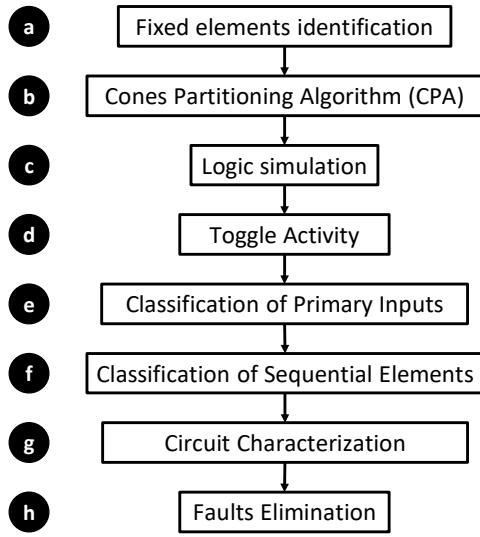 a Fixed elements identification
b Cones Partitioning Algorithm (CPA)
c Logic simulation
d Toggle Activity
e Classification of Primary Inputs
f Classification of Sequential Elements
g Circuit Characterization
h Faults Elimination